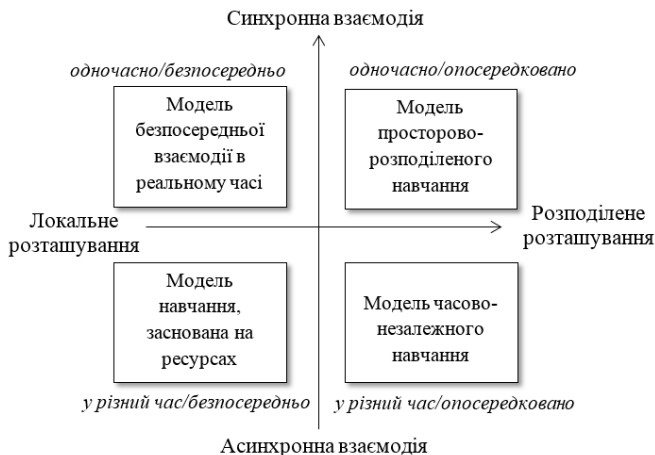 Синхронна взаємодія
одночасно/безпосередньо
одночасно/опосередковано
Модель
безпосередньої
взаємодії в
реальному часі
Модель
просторово-
розподіленого
навчання
Локальне
розташування
Розподілене
розташування
Модель
навчання,
заснована на
ресурсах
Модель часово-
незалежного
навчання
у різний час/безпосередньо
у різний час/опосередковано
Асинхронна взаємодія